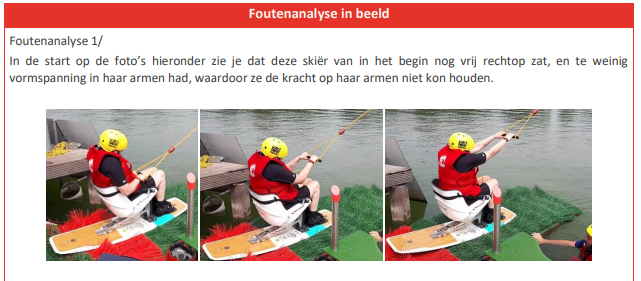 Foutenanalyse in beeld
Foutenanalyse 1/
In de start op de foto's hieronder zie je dat deze skiër van in het begin nog vrij rechtop zat, en te weinig
vormspanning in haar armen had, waardoor ze de kracht op haar armen niet kon houden.